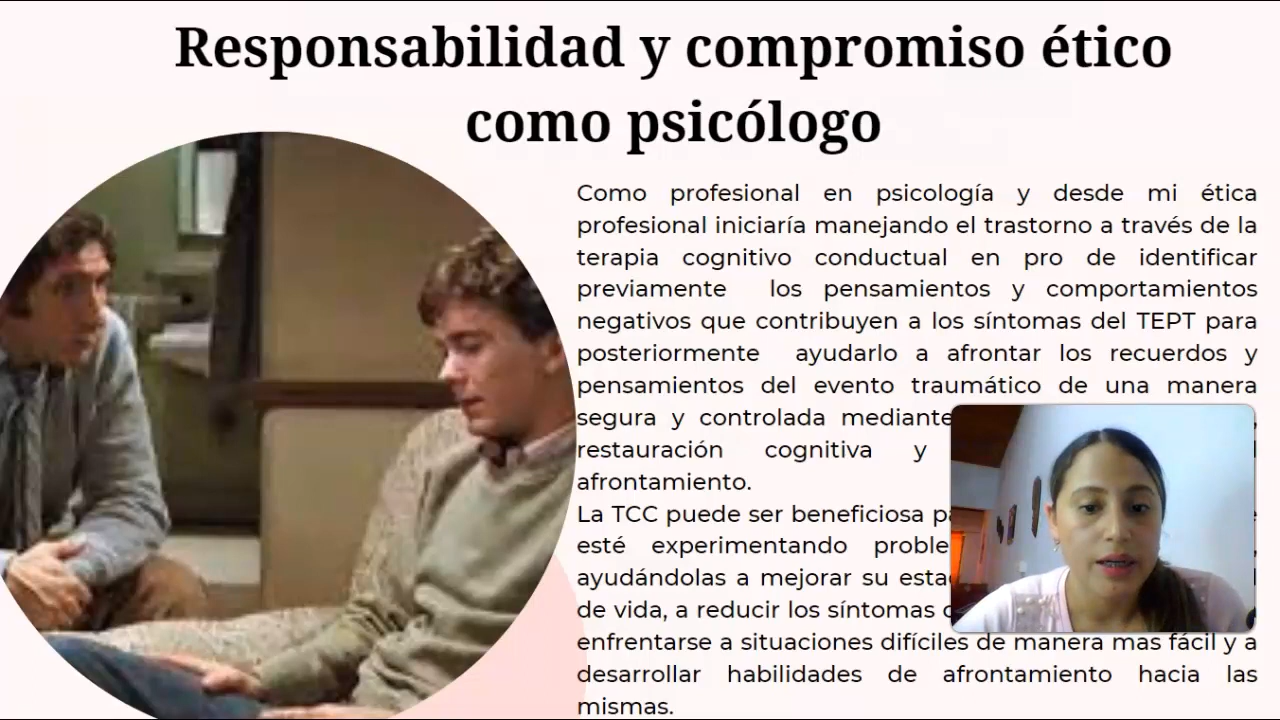 Responsabilidad y compromiso ético
como psicólogo
Como profesional en psicología y desde mi ética
profesional iniciaría manejando el trastorno a través de la
terapia cognitivo conductual en pro de identificar
previamente los pensamientos y comportamientos
negativos que contribuyen a los síntomas del TEPT para
posteriormente ayudarlo a afrontar los recuerdos y
pensamientos del evento traumático de una manera
segura y controlada mediante
restauración cognitiva y
afrontamiento.
La TCC puede ser beneficiosa
esté experimentando
ayudándolas a mejorar su
de vida, a reducir los síntomas
enfrentarse a situaciones difíciles de manera mas fácil y a
desarrollar habilidades de afrontamiento hacia las
mismas.